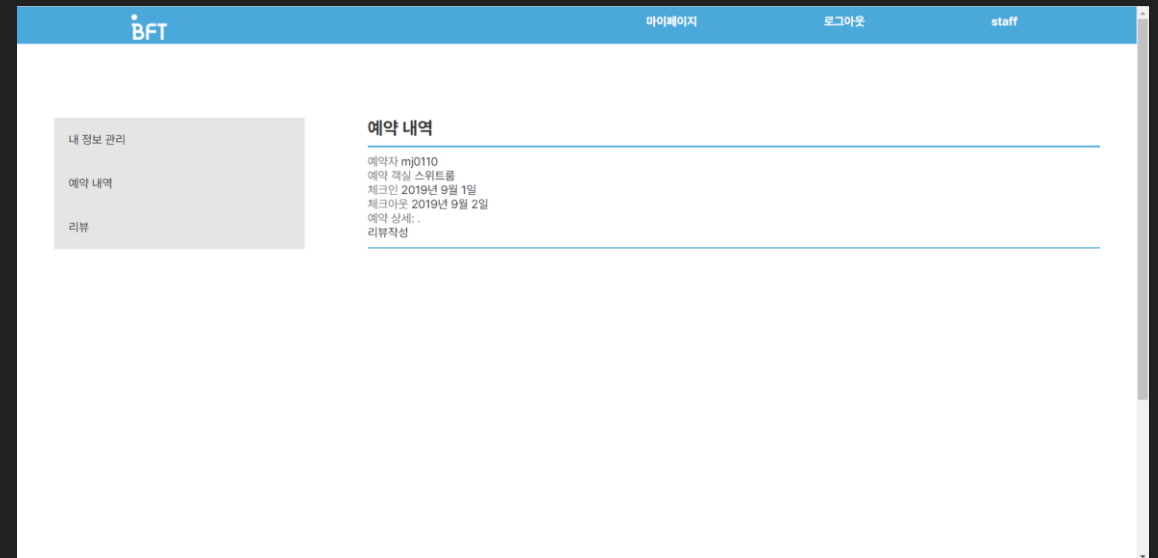 BFT
마이페이지 로그아웃 staff
내 정보 관리
예약 내역
리뷰
예약 내역
예약자 mj0110
예약 객실 스위트룸
체크인 2019년 9월 1일
체크아웃 2019년 9월 2일
예약 상세: .
리뷰작성